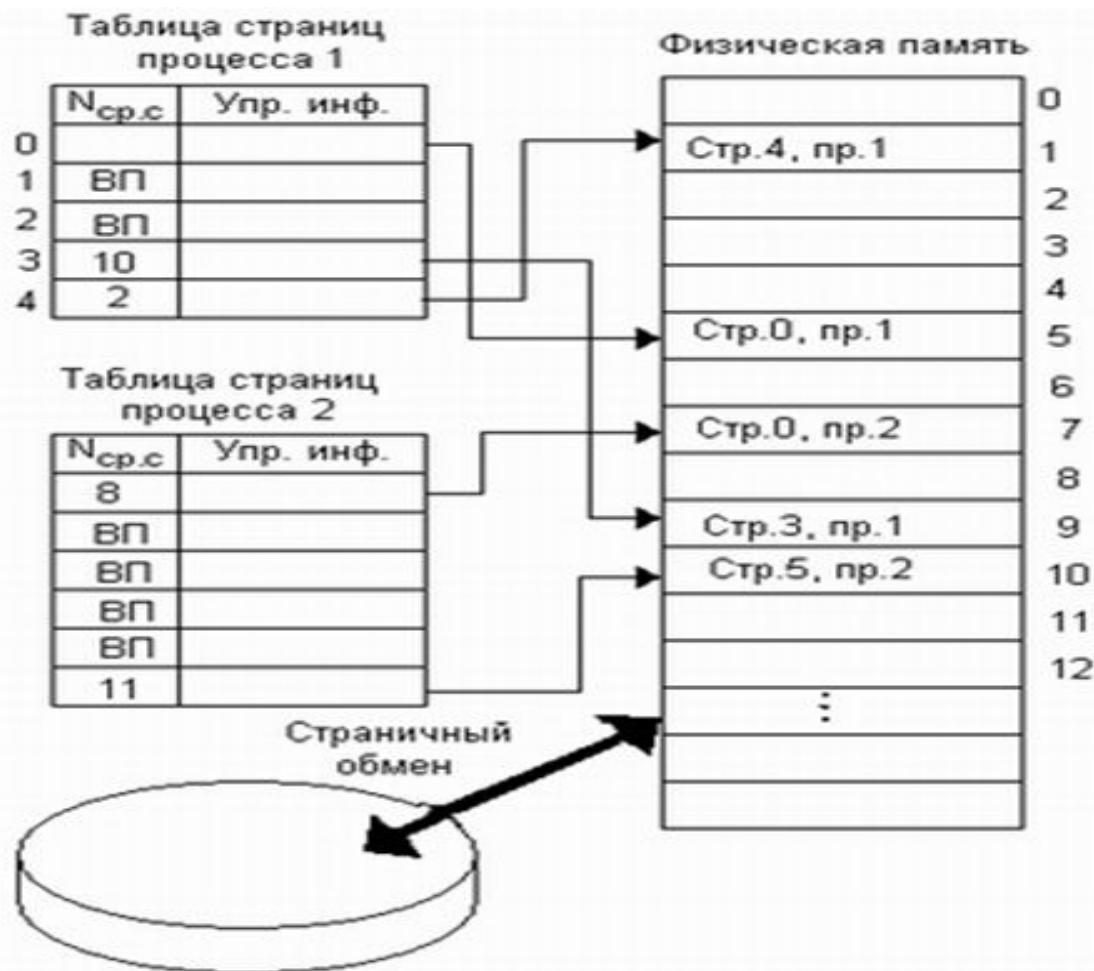 Таблица страниц
процесса 1
Nср.с Упр. инф.
0
1 ВП
2 ВП
3 10
4 2
Таблица страниц
процесса 2
Nср.с Упр. инф.
8
ВП
ВП
ВП
ВП
11
Страничный
обмен
Физическая память
0
Стр.4, пр.1 1
2
3
4
Стр.0, пр.1 5
6
Стр.0, пр.2 7
8
Стр.3, пр.1 9
Стр.5, пр.2 10
11
12
⋮